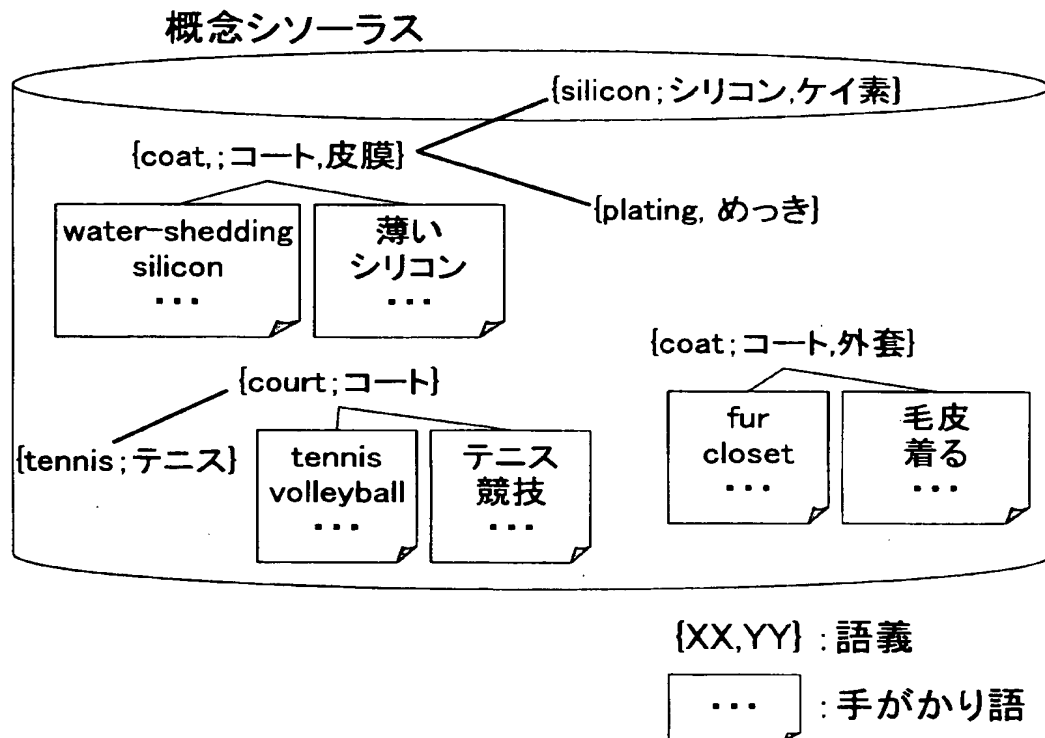 概念シソーラス
{silicon;シリコン,ケイ素}
{coat,;コート,皮膜}
{plating, めっき}
water-shedding
silicon
・・・
薄い
シリコン
・・・
{coat;コート,外套}
{court;コート}
fur
closet
・・・
毛皮
着る
・・・
{tennis;テニス}
tennis
volleyball
・・・
テニス
競技
・・・
{XX,YY} :語義
・・・ :手がかり語